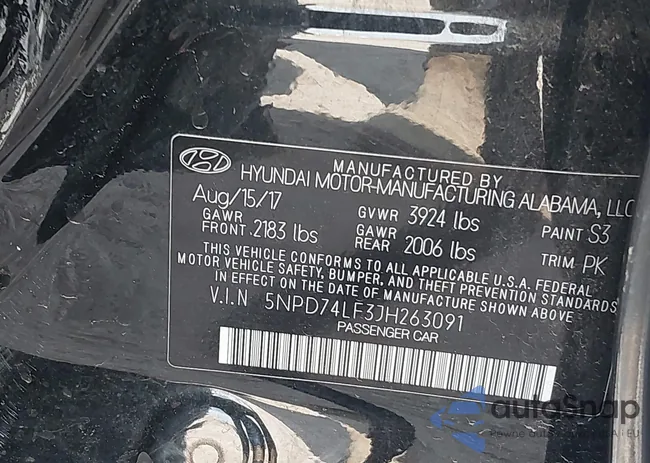 MANUFACTURED BY
HYUNDAI MOTOR-MANUFACTURING ALABAMA, LLC
Aug/15/17 GVWR 3924 lbs PAINT S3
GAWR FRONT 2183 lbs GAWR REAR 2006 lbs TRIM PK
THIS VEHICLE CONFORMS TO ALL APPLICABLE U.S.A. FEDERAL
MOTOR VEHICLE SAFETY, BUMPER, AND THEFT PREVENTION STANDARDS
IN EFFECT ON THE DATE OF MANUFACTURE SHOWN ABOVE
V.I.N 5NPD74LF3JH263091
PASSENGER CAR
autoSnap